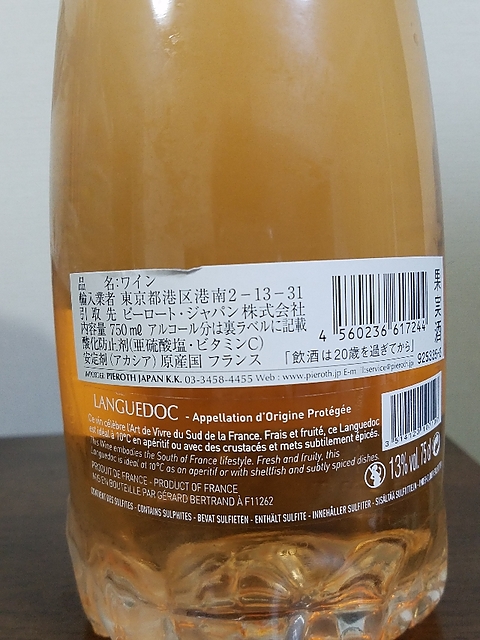 品 名:ワイン
輸入業者 東京都港区港南2-13-31
引取先 ピーロート・ジャパン株式会社
内容量 750㎖ アルコール分は裏ラベルに記載
酸化防止剤(亜硫酸塩・ビタミンC)
安定剤(アカシア) 原産国 フランス
PIEROTH JAPAN K.K. 03-3458-4455 Web : www.pieroth.jp E-mail:service@pieroth.jp
4 560236 617244
「飲酒は20歳を過ぎてから」
果実酒
LANGUEDOC - Appellation d'Origine Protégée
Ce vin célèbre l'Art de Vivre du Sud de la France. Frais et fruité, ce Languedoc
est idéal à 10°C en apéritif ou avec des crustacés et mets subtilement épicés.
This Wine embodies the South of France lifestyle. Fresh and fruity, this
Languedoc is ideal at 10°C as an aperitif or with shellfish and subtly spiced dishes.
PRODUIT DE FRANCE - PRODUCT OF FRANCE
MIS EN BOUTEILLE PAR GÉRARD BERTRAND À F11262
13% vol. 75 cl
CONTIENT DES SULFITES - CONTAINS SULPHITES - BEVAT SULFIETEN - ENTHÄLT SULFITE - INNEHÅLLER SULFITER - SISÄLTÄÄ SULFIITTEJA